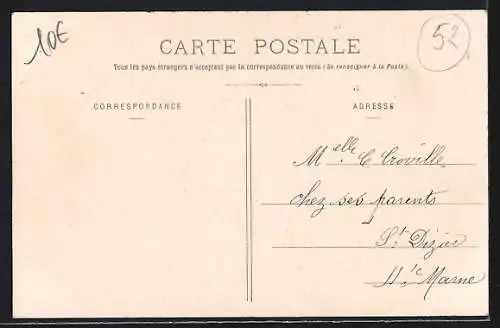 10€
52
CARTE POSTALE
Tous les pays étrangers n'acceptent pas la correspondance au verso (Se renseigner à la Poste).
CORRESPONDANCE
ADRESSE
Melle C Croville
chez ses parents
St Dizier
Hte Marne